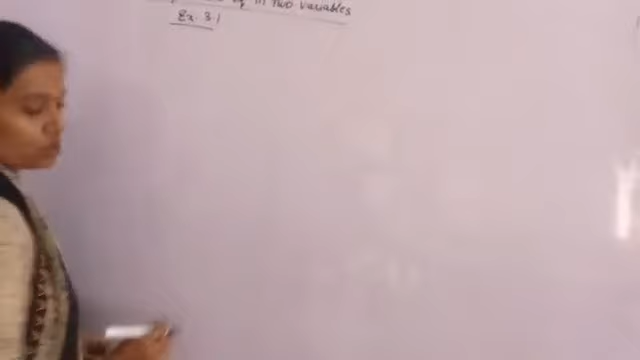 in two variables
Ex. 3.1